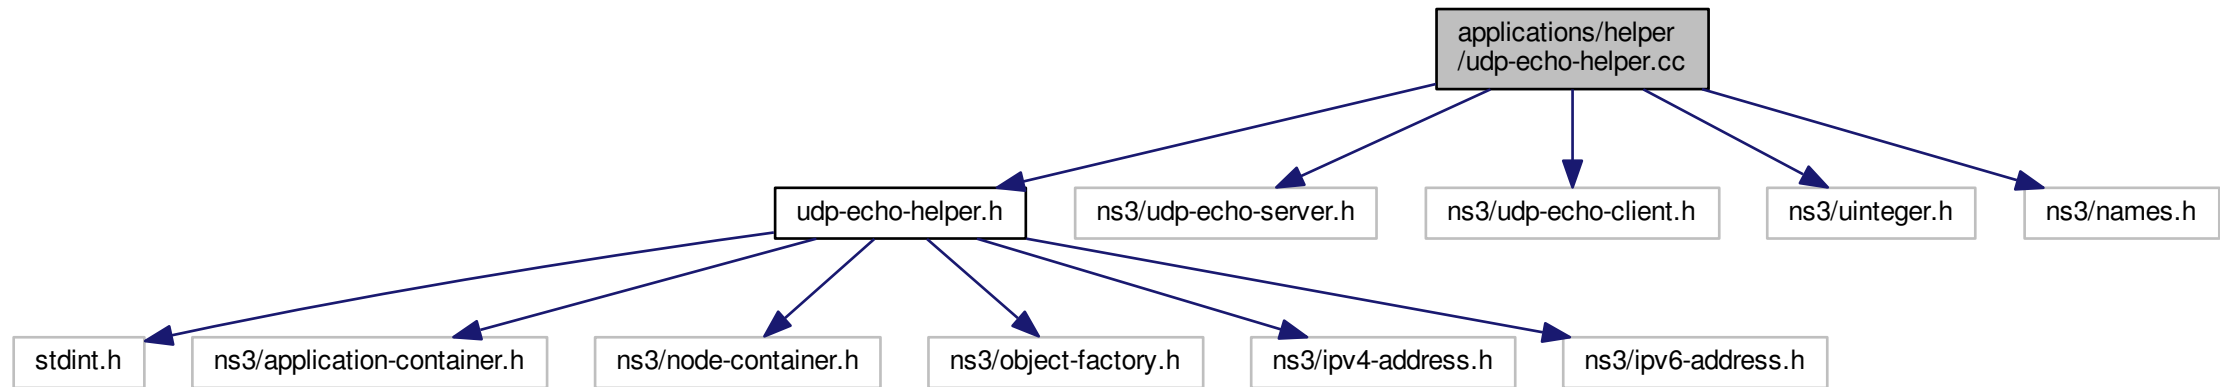 applications/helper
/udp-echo-helper.cc
udp-echo-helper.h
ns3/udp-echo-server.h
ns3/udp-echo-client.h
ns3/uinteger.h
ns3/names.h
stdint.h
ns3/application-container.h
ns3/node-container.h
ns3/object-factory.h
ns3/ipv4-address.h
ns3/ipv6-address.h